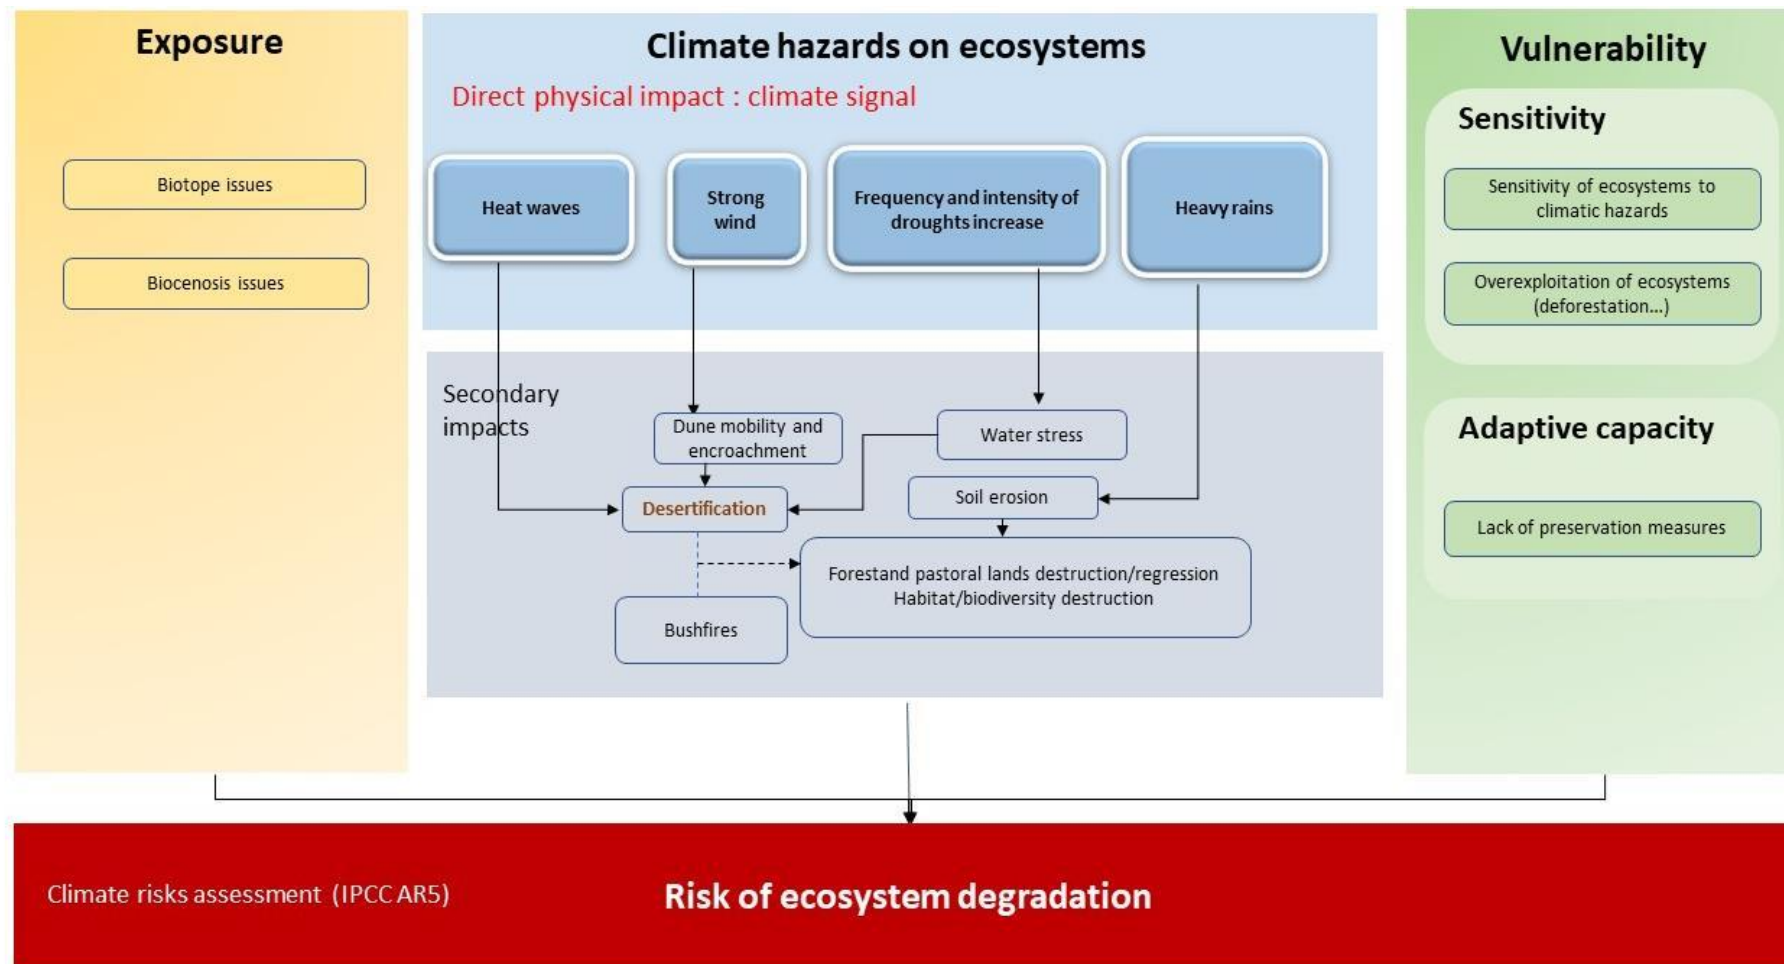 Exposure
Biotope issues
Biocenosis issues
Climate hazards on ecosystems
Direct physical impact : climate signal
Heat waves
Strong
wind
Frequency and intensity of
droughts increase
Heavy rains
Secondary
impacts
Dune mobility and
encroachment
Water stress
Desertification
Soil erosion
Forestand pastoral lands destruction/regression
Habitat/biodiversity destruction
Bushfires
Vulnerability
Sensitivity
Sensitivity of ecosystems to
climatic hazards
Overexploitation of ecosystems
(deforestation...)
Adaptive capacity
Lack of preservation measures
Climate risks assessment (IPCC AR5)
Risk of ecosystem degradation